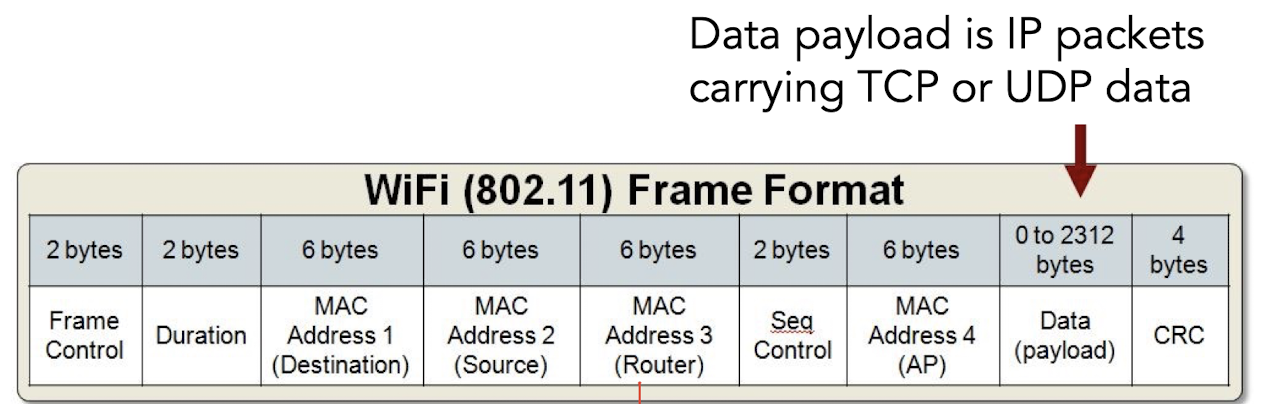 Data payload is IP packets
carrying TCP or UDP data
WiFi (802.11) Frame Format
2 bytes 2 bytes 6 bytes 6 bytes 6 bytes 2 bytes 6 bytes 0 to 2312 bytes 4 bytes
Frame Control Duration MAC Address 1 (Destination) MAC Address 2 (Source) MAC Address 3 (Router) Seq Control MAC Address 4 (AP) Data (payload) CRC